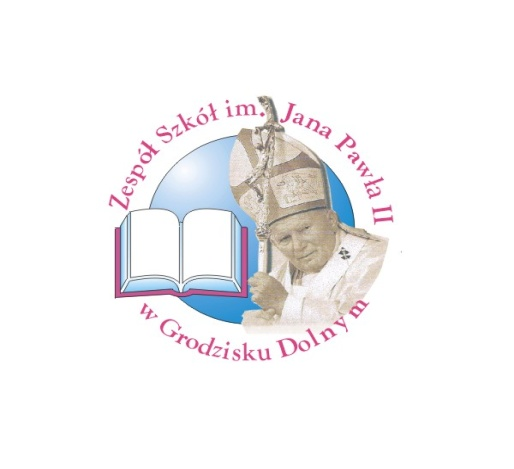 Zespół Szkół im. Jana Pawła II
w Grodzisku Dolnym